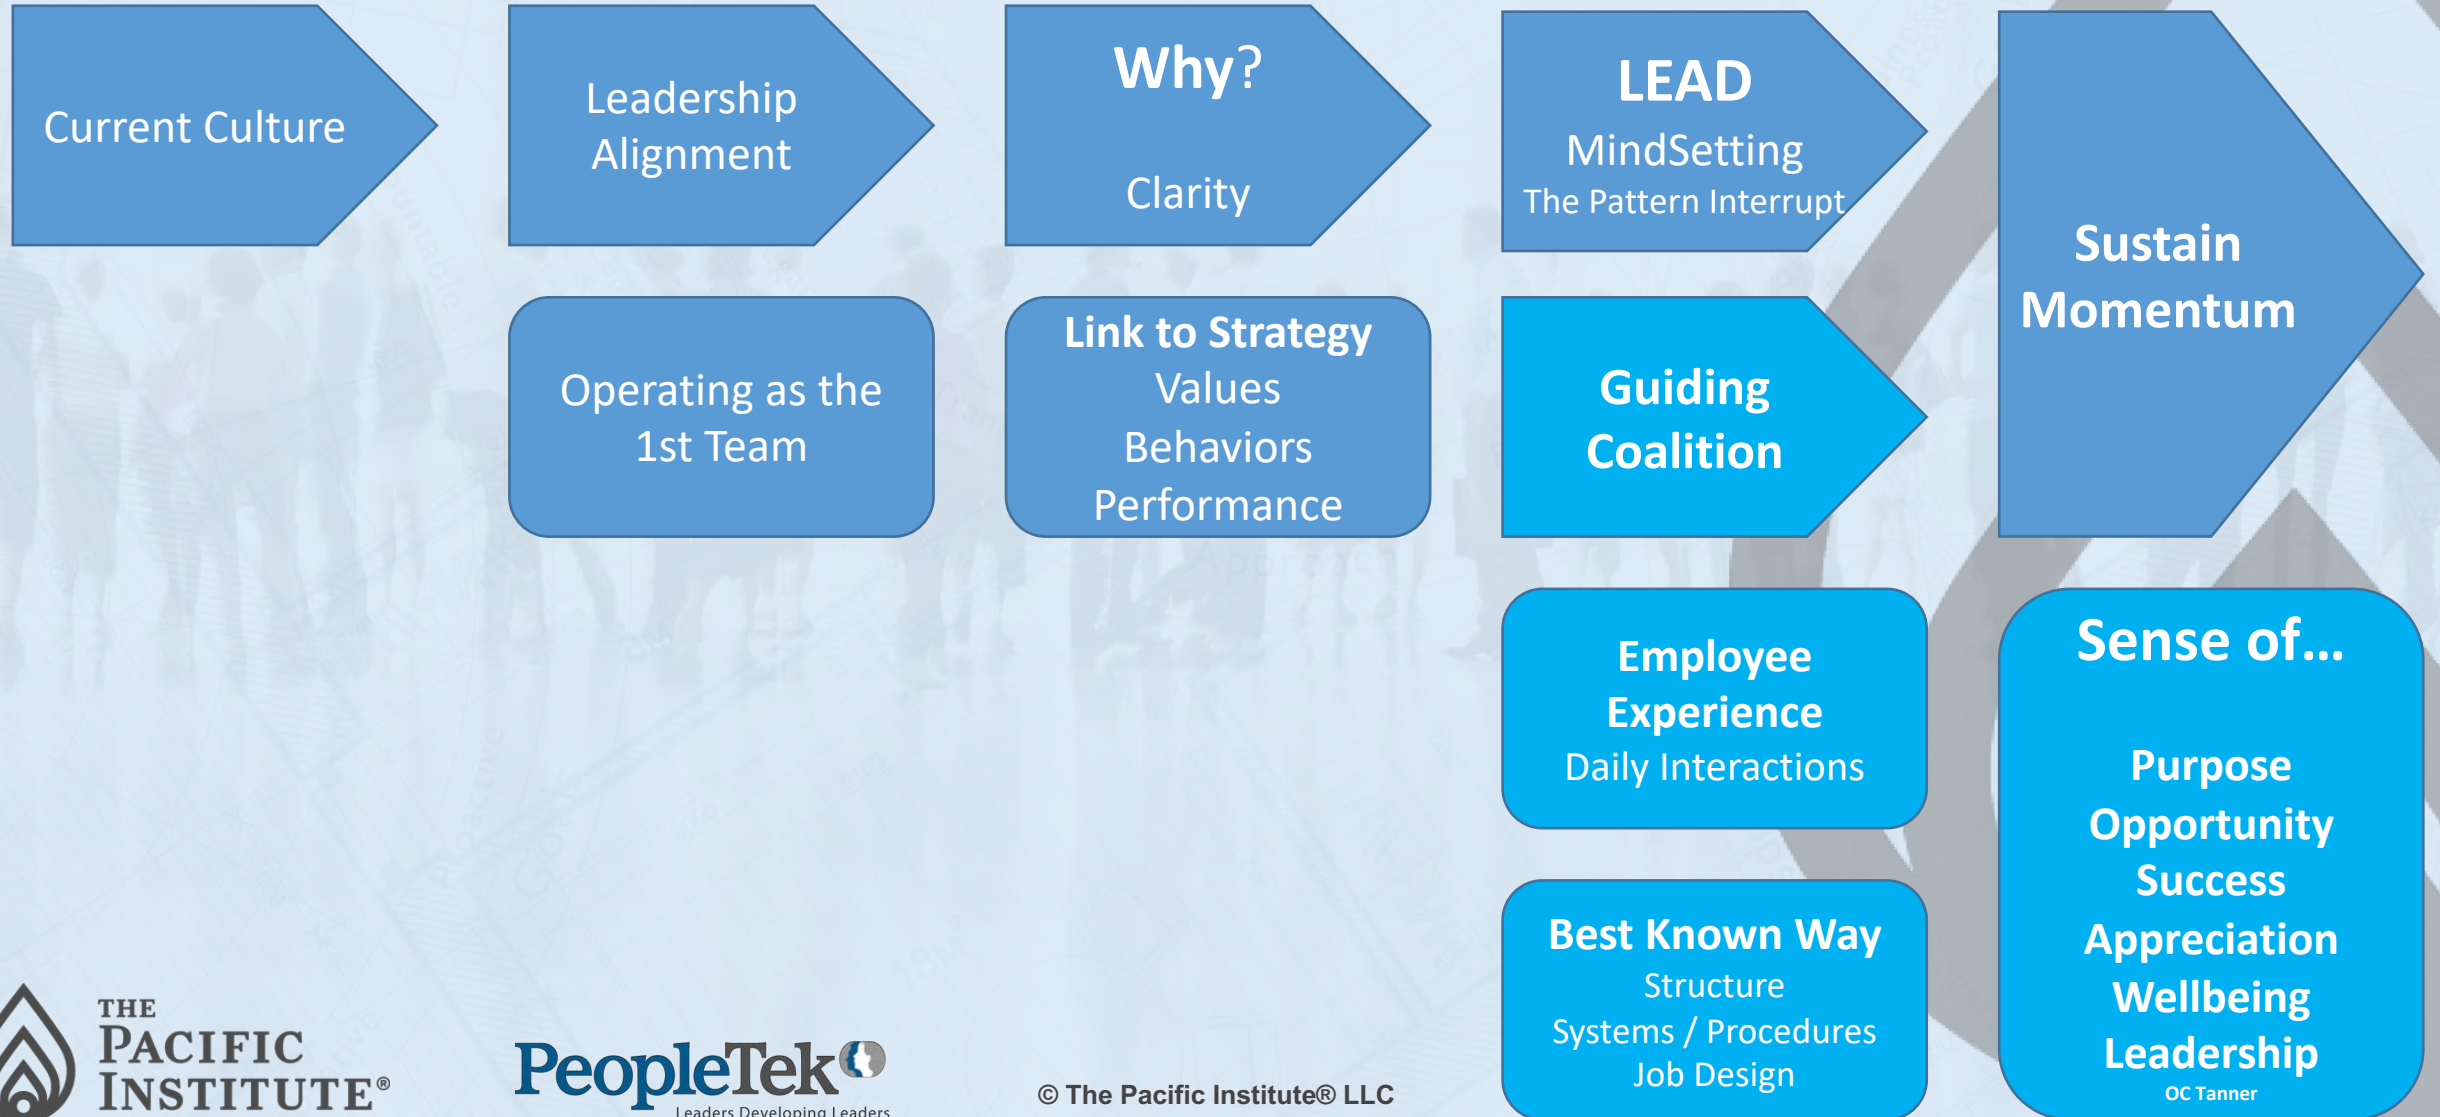 Current Culture
Leadership
Alignment
Why?
Clarity
LEAD
MindSetting
The Pattern Interrupt
Sustain
Momentum
Operating as the
1st Team
Link to Strategy
Values
Behaviors
Performance
Guiding
Coalition
Employee
Experience
Daily Interactions
Best Known Way
Structure
Systems / Procedures
Job Design
Sense of...
Purpose
Opportunity
Success
Appreciation
Wellbeing
Leadership
OC Tanner
THE
PACIFIC
INSTITUTE®
PeopleTek
Leaders Developing Leaders
© The Pacific Institute® LLC
Proactive
Goals
Approac